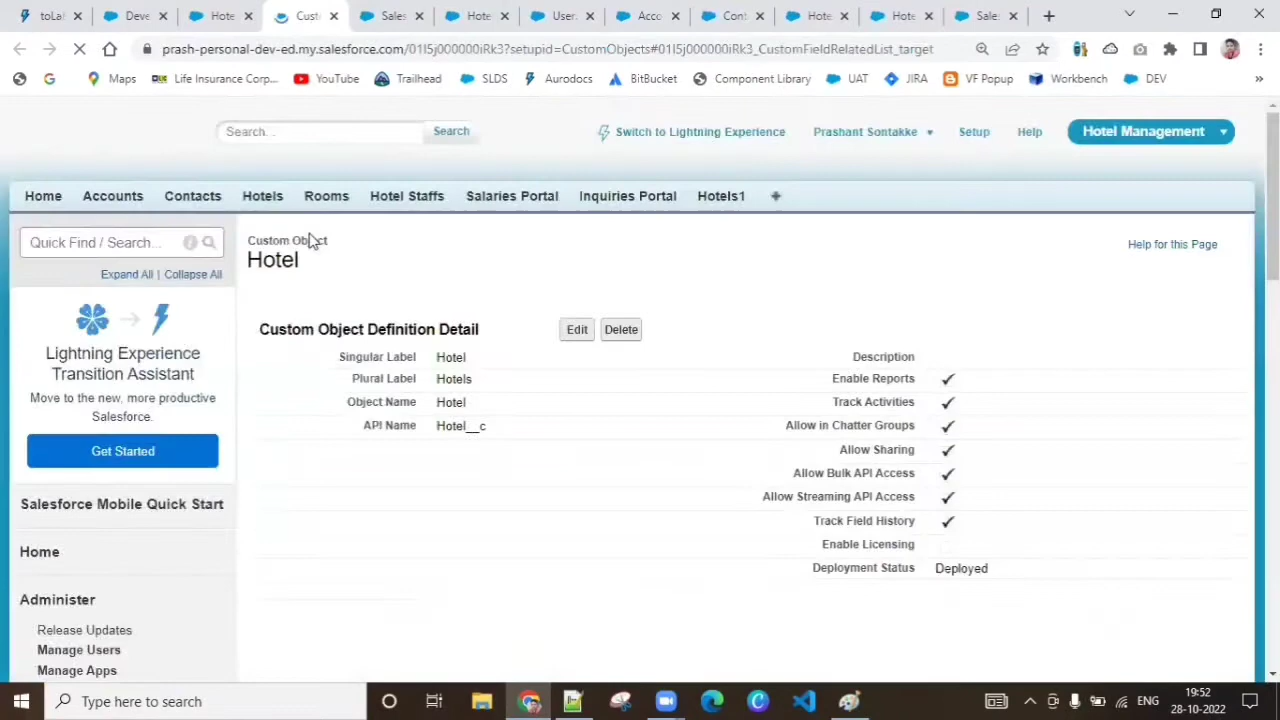 toLa
Deve
Hote
Cust
Sales
Hote
User
Acco
Cont
Hote
Hote
Sale
prash-personal-dev-ed.my.salesforce.com/01I5j000000iRk3?setupid=CustomObjects#01I5j000000iRk3_CustomFieldRelatedList_target
Maps
Life Insurance Corp...
YouTube
Trailhead
SLDS
Aurodocs
BitBucket
Component Library
UAT
JIRA
VF Popup
Workbench
DEV
»
Search...
Search
Switch to Lightning Experience
Prashant Sontakke
Setup
Help
Hotel Management
Home
Accounts
Contacts
Hotels
Rooms
Hotel Staffs
Salaries Portal
Inquiries Portal
Hotels1
+
Quick Find / Search...
Expand All | Collapse All
Lightning Experience
Transition Assistant
Move to the new, more productive
Salesforce.
Get Started
Salesforce Mobile Quick Start
Home
Administer
Release Updates
Manage Users
Manage Apps
Custom Object
Hotel
Help for this Page
Custom Object Definition Detail
Edit
Delete
Singular Label Hotel
Plural Label Hotels
Object Name Hotel
API Name Hotel__c
Description
Enable Reports ✓
Track Activities ✓
Allow in Chatter Groups ✓
Allow Sharing ✓
Allow Bulk API Access ✓
Allow Streaming API Access ✓
Track Field History ✓
Enable Licensing
Deployment Status Deployed
Type here to search
ENG
19:52
28-10-2022